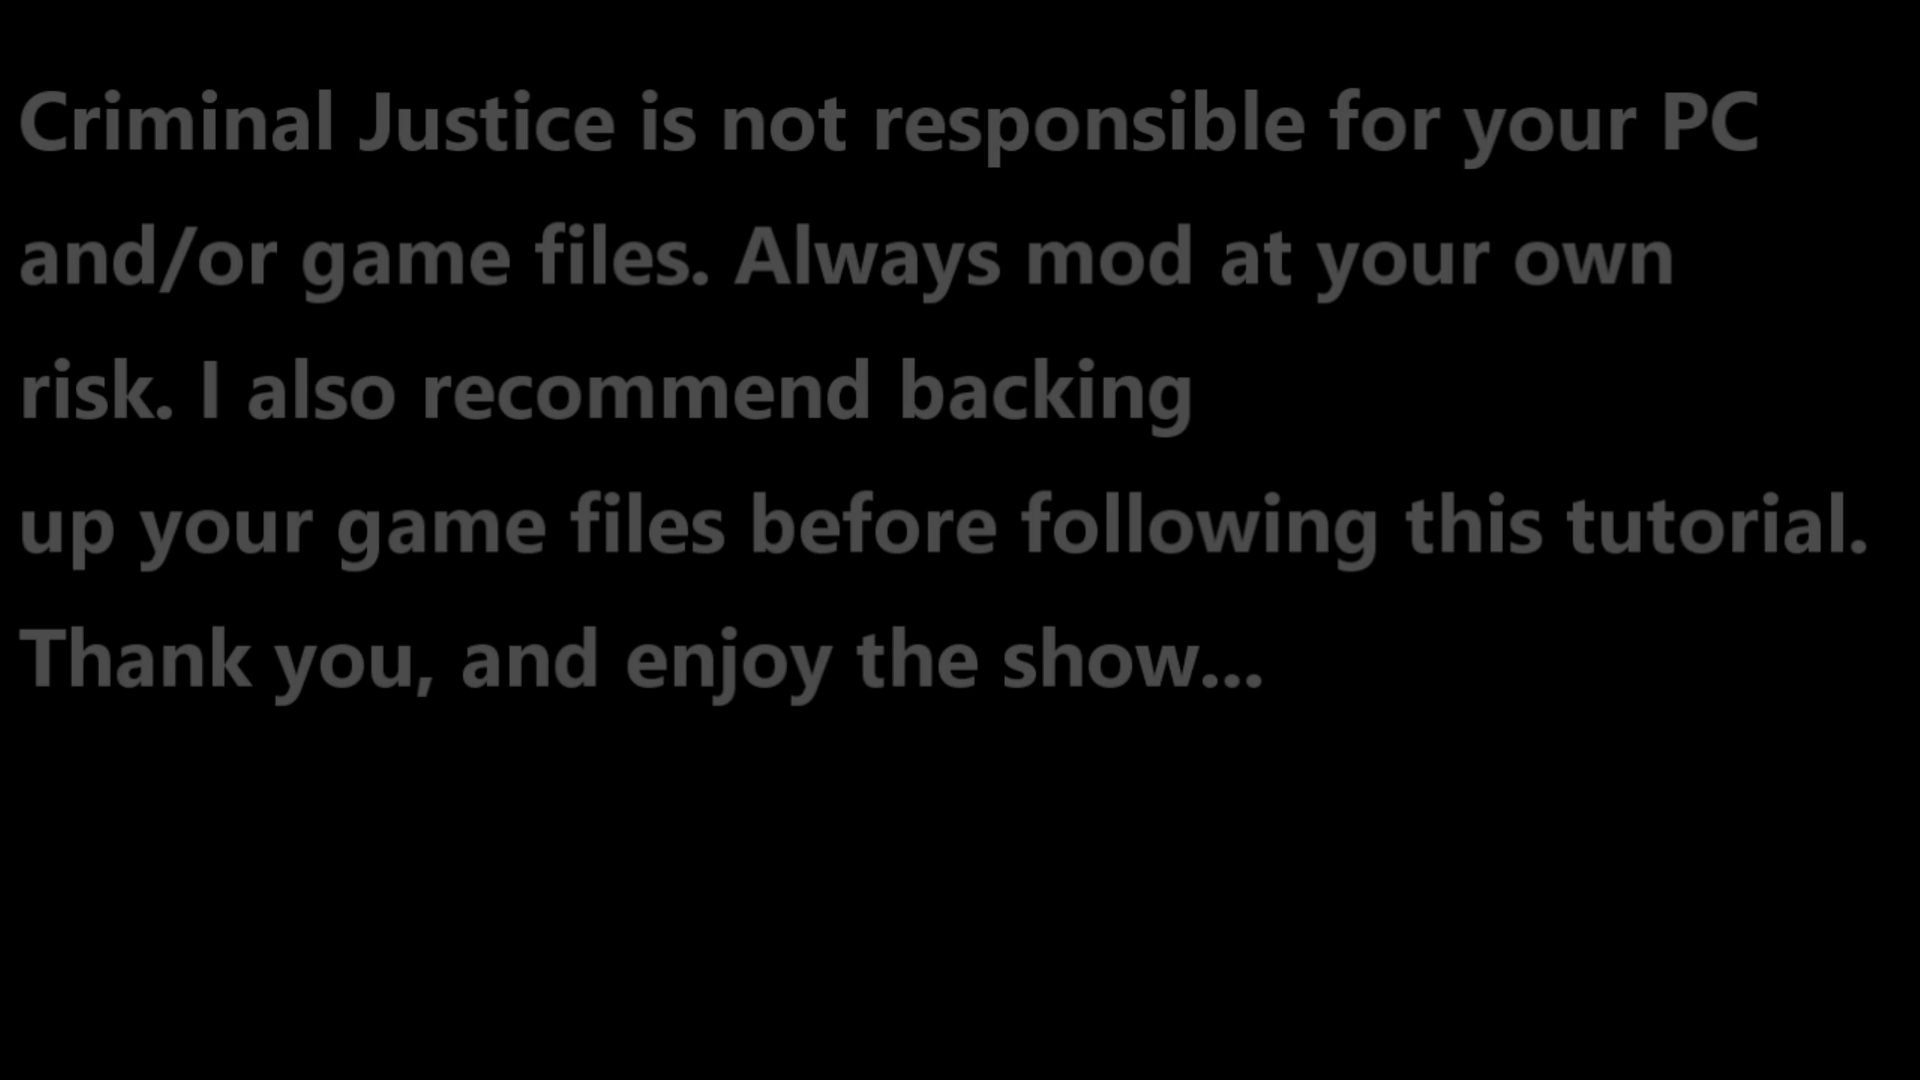 Criminal Justice is not responsible for your PC
and/or game files. Always mod at your own
risk. I also recommend backing
up your game files before following this tutorial.
Thank you, and enjoy the show...